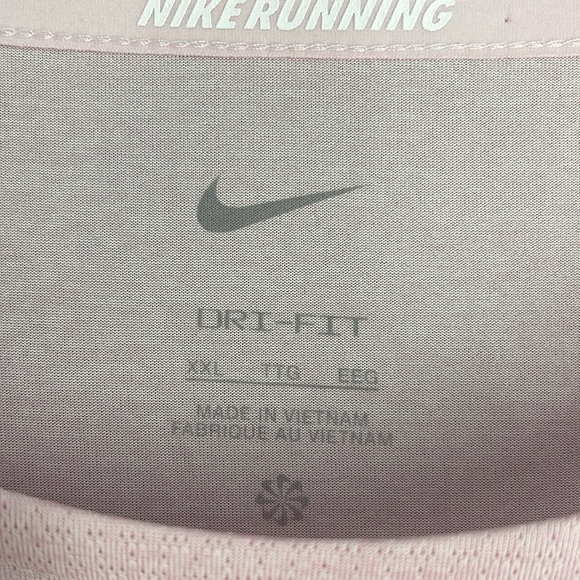 NIKE RUNNING
DRI-FIT
XXL TTG EEG
MADE IN VIETNAM
FABRIQUE AU VIETNAM